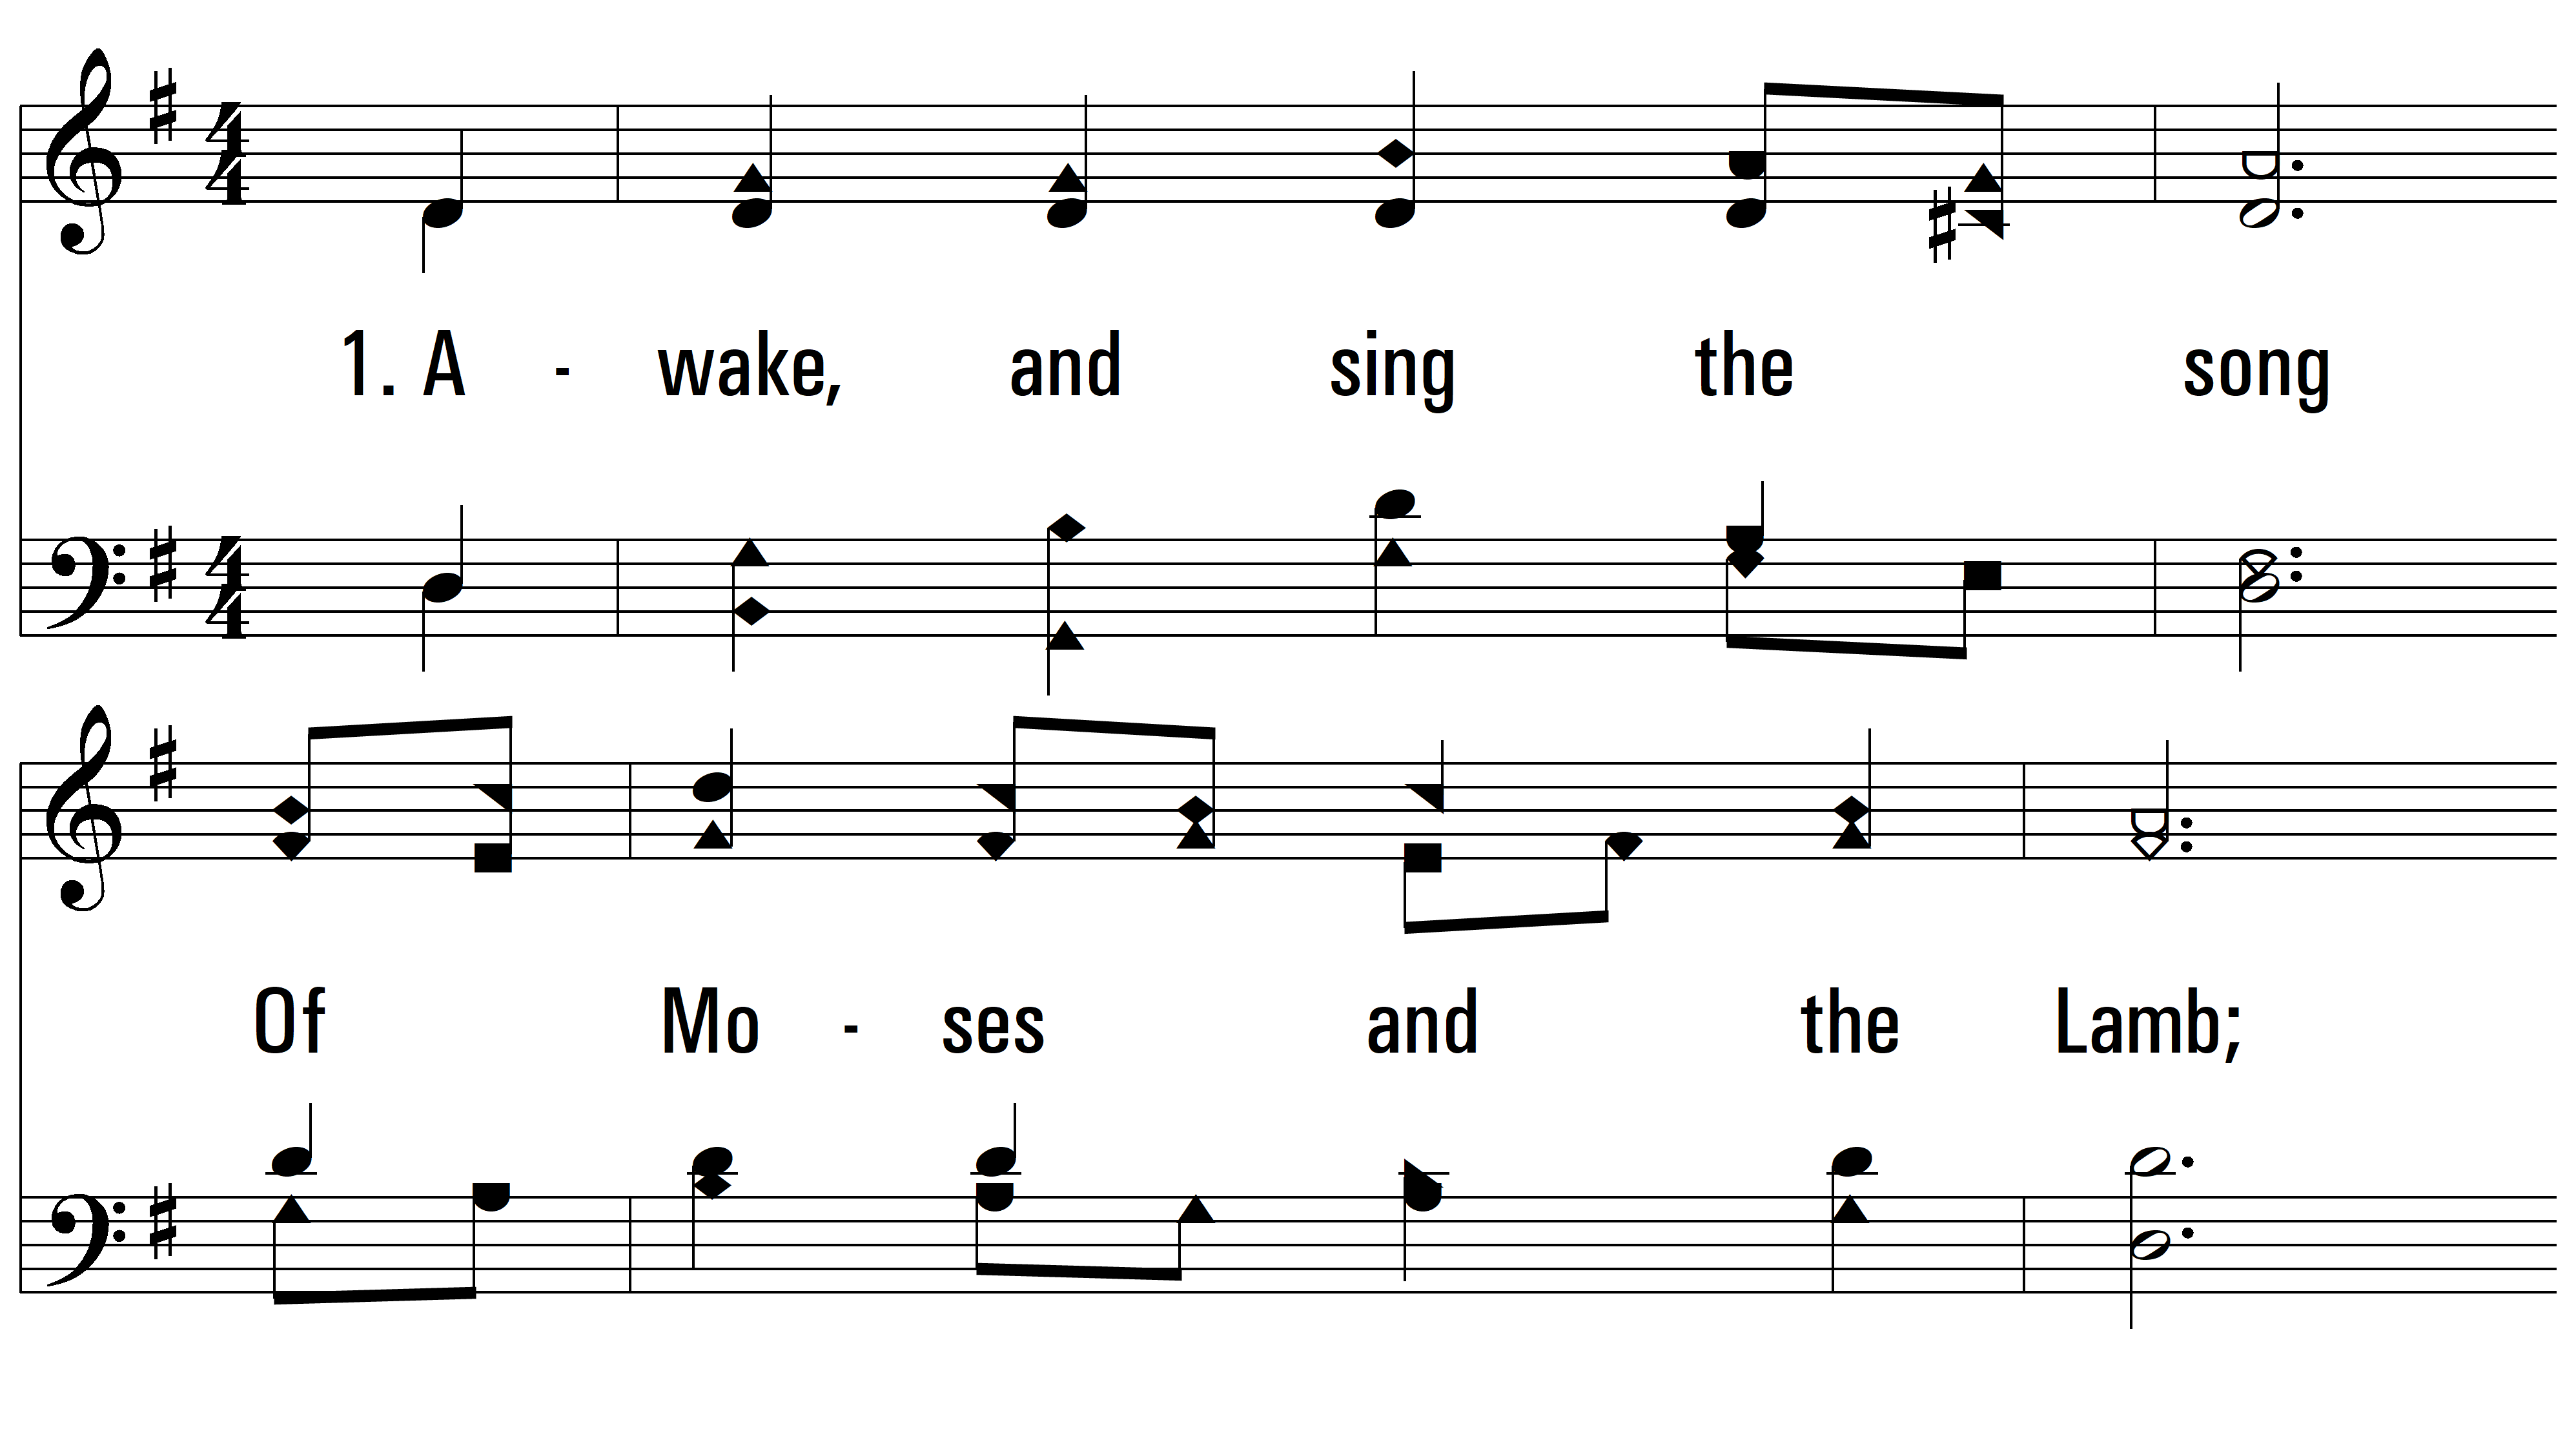 1. A - wake, and sing the song
Of Mo - ses and the Lamb;